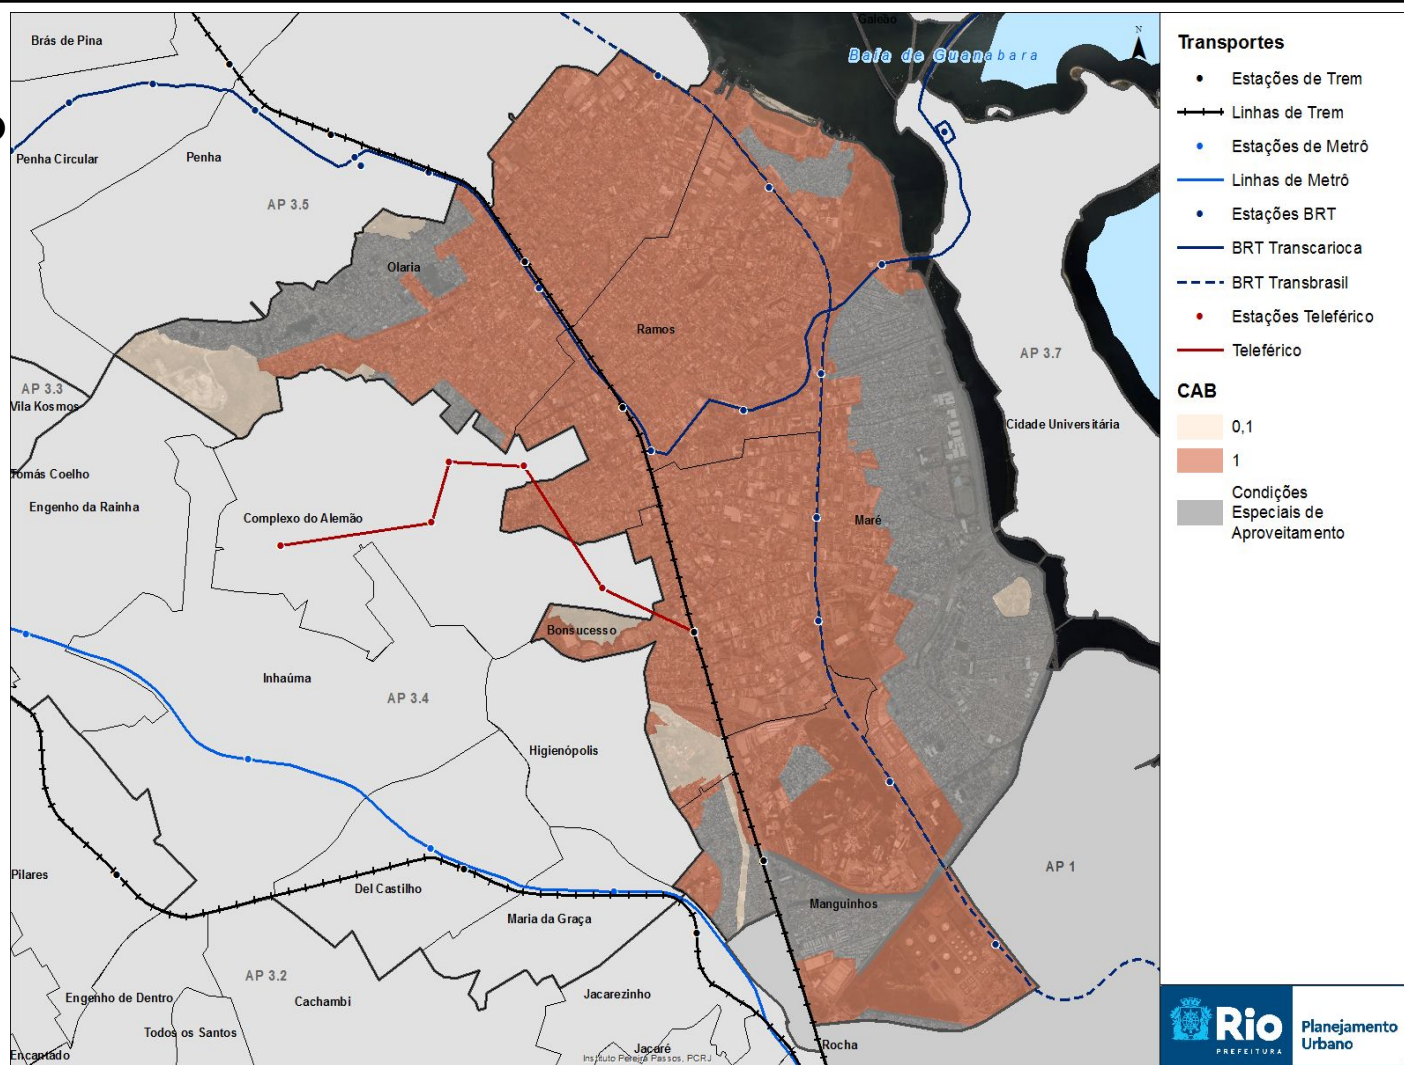 Galeão
Baía de Guanabara
Brás de Pina
Penha Circular
Penha
AP 3.5
Olaria
Ramos
AP 3.7
AP 3.3
Vila Kosmos
Cidade Universitária
Tomás Coelho
Engenho da Rainha
Complexo do Alemão
Maré
Bonsucesso
Inhaúma
AP 3.4
Higienópolis
Pilares
Del Castilho
Maria da Graça
Manguinhos
AP 1
AP 3.2
Engenho de Dentro
Cachambi
Jacarezinho
Todos os Santos
Encantado
Jacaré
Rocha
Instituto Pereira Passos, PCRJ
N
Transportes
Estações de Trem
Linhas de Trem
Estações de Metrô
Linhas de Metrô
Estações BRT
BRT Transcarioca
BRT Transbrasil
Estações Teleférico
Teleférico
CAB
0,1
1
Condições
Especiais de
Aproveitamento
Rio
PREFEITURA
Planejamento
Urbano